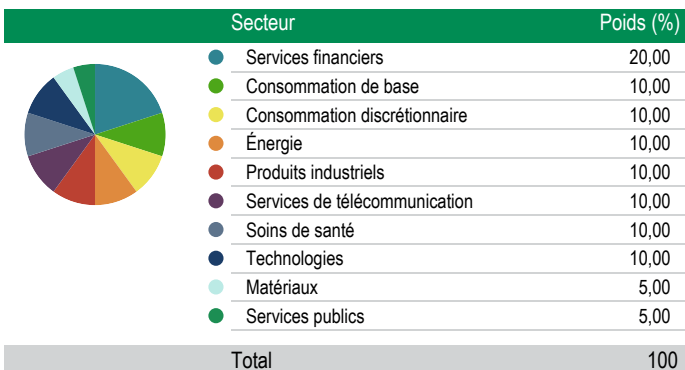 Secteur Poids (%)
Services financiers 20,00
Consommation de base 10,00
Consommation discrétionnaire 10,00
Énergie 10,00
Produits industriels 10,00
Services de télécommunication 10,00
Soins de santé 10,00
Technologies 10,00
Matériaux 5,00
Services publics 5,00
Total 100